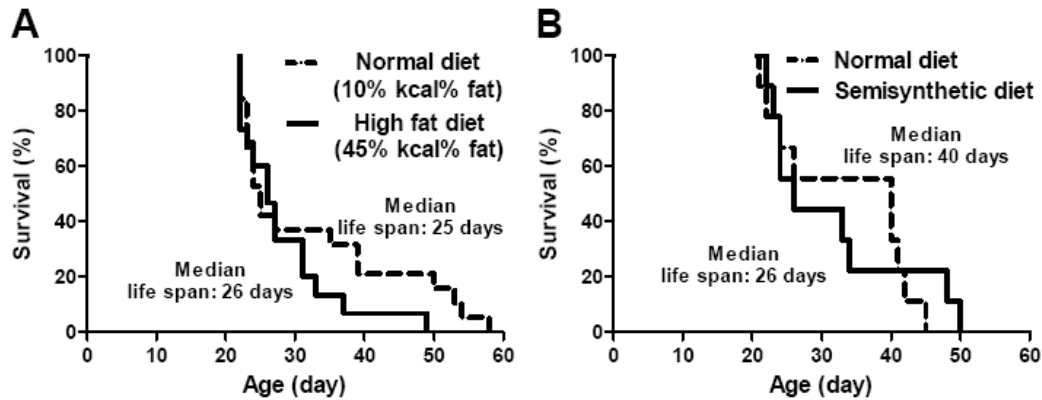 A
Normal diet
(10% kcal% fat)
High fat diet
(45% kcal% fat)
Median
life span: 25 days
Median
life span: 26 days
Survival (%)
100
80
60
40
20
0
0 10 20 30 40 50 60
Age (day)
B
Normal diet
Semisynthetic diet
Median
life span: 40 days
Median
life span: 26 days
Survival (%)
100
80
60
40
20
0
0 10 20 30 40 50 60
Age (day)